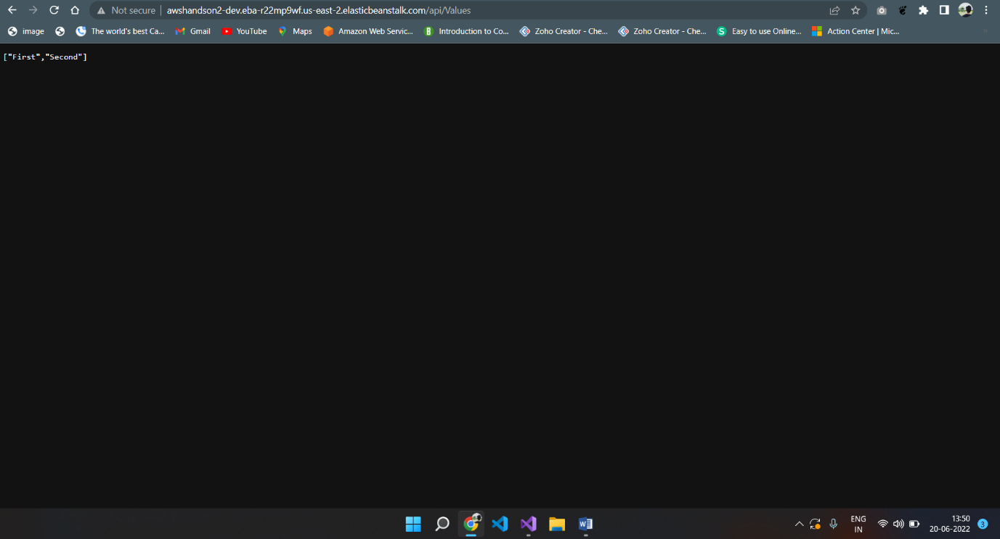 Not secure | awshandson2-dev.eba-r22mp9wf.us-east-2.elasticbeanstalk.com/api/Values
image The world's best Ca... Gmail YouTube Maps Amazon Web Servic... Introduction to Co... Zoho Creator - Che... Zoho Creator - Che... S Easy to use Online... Action Center | Mic...
["First","Second"]
ENG 13:50
IN 20-06-2022 3